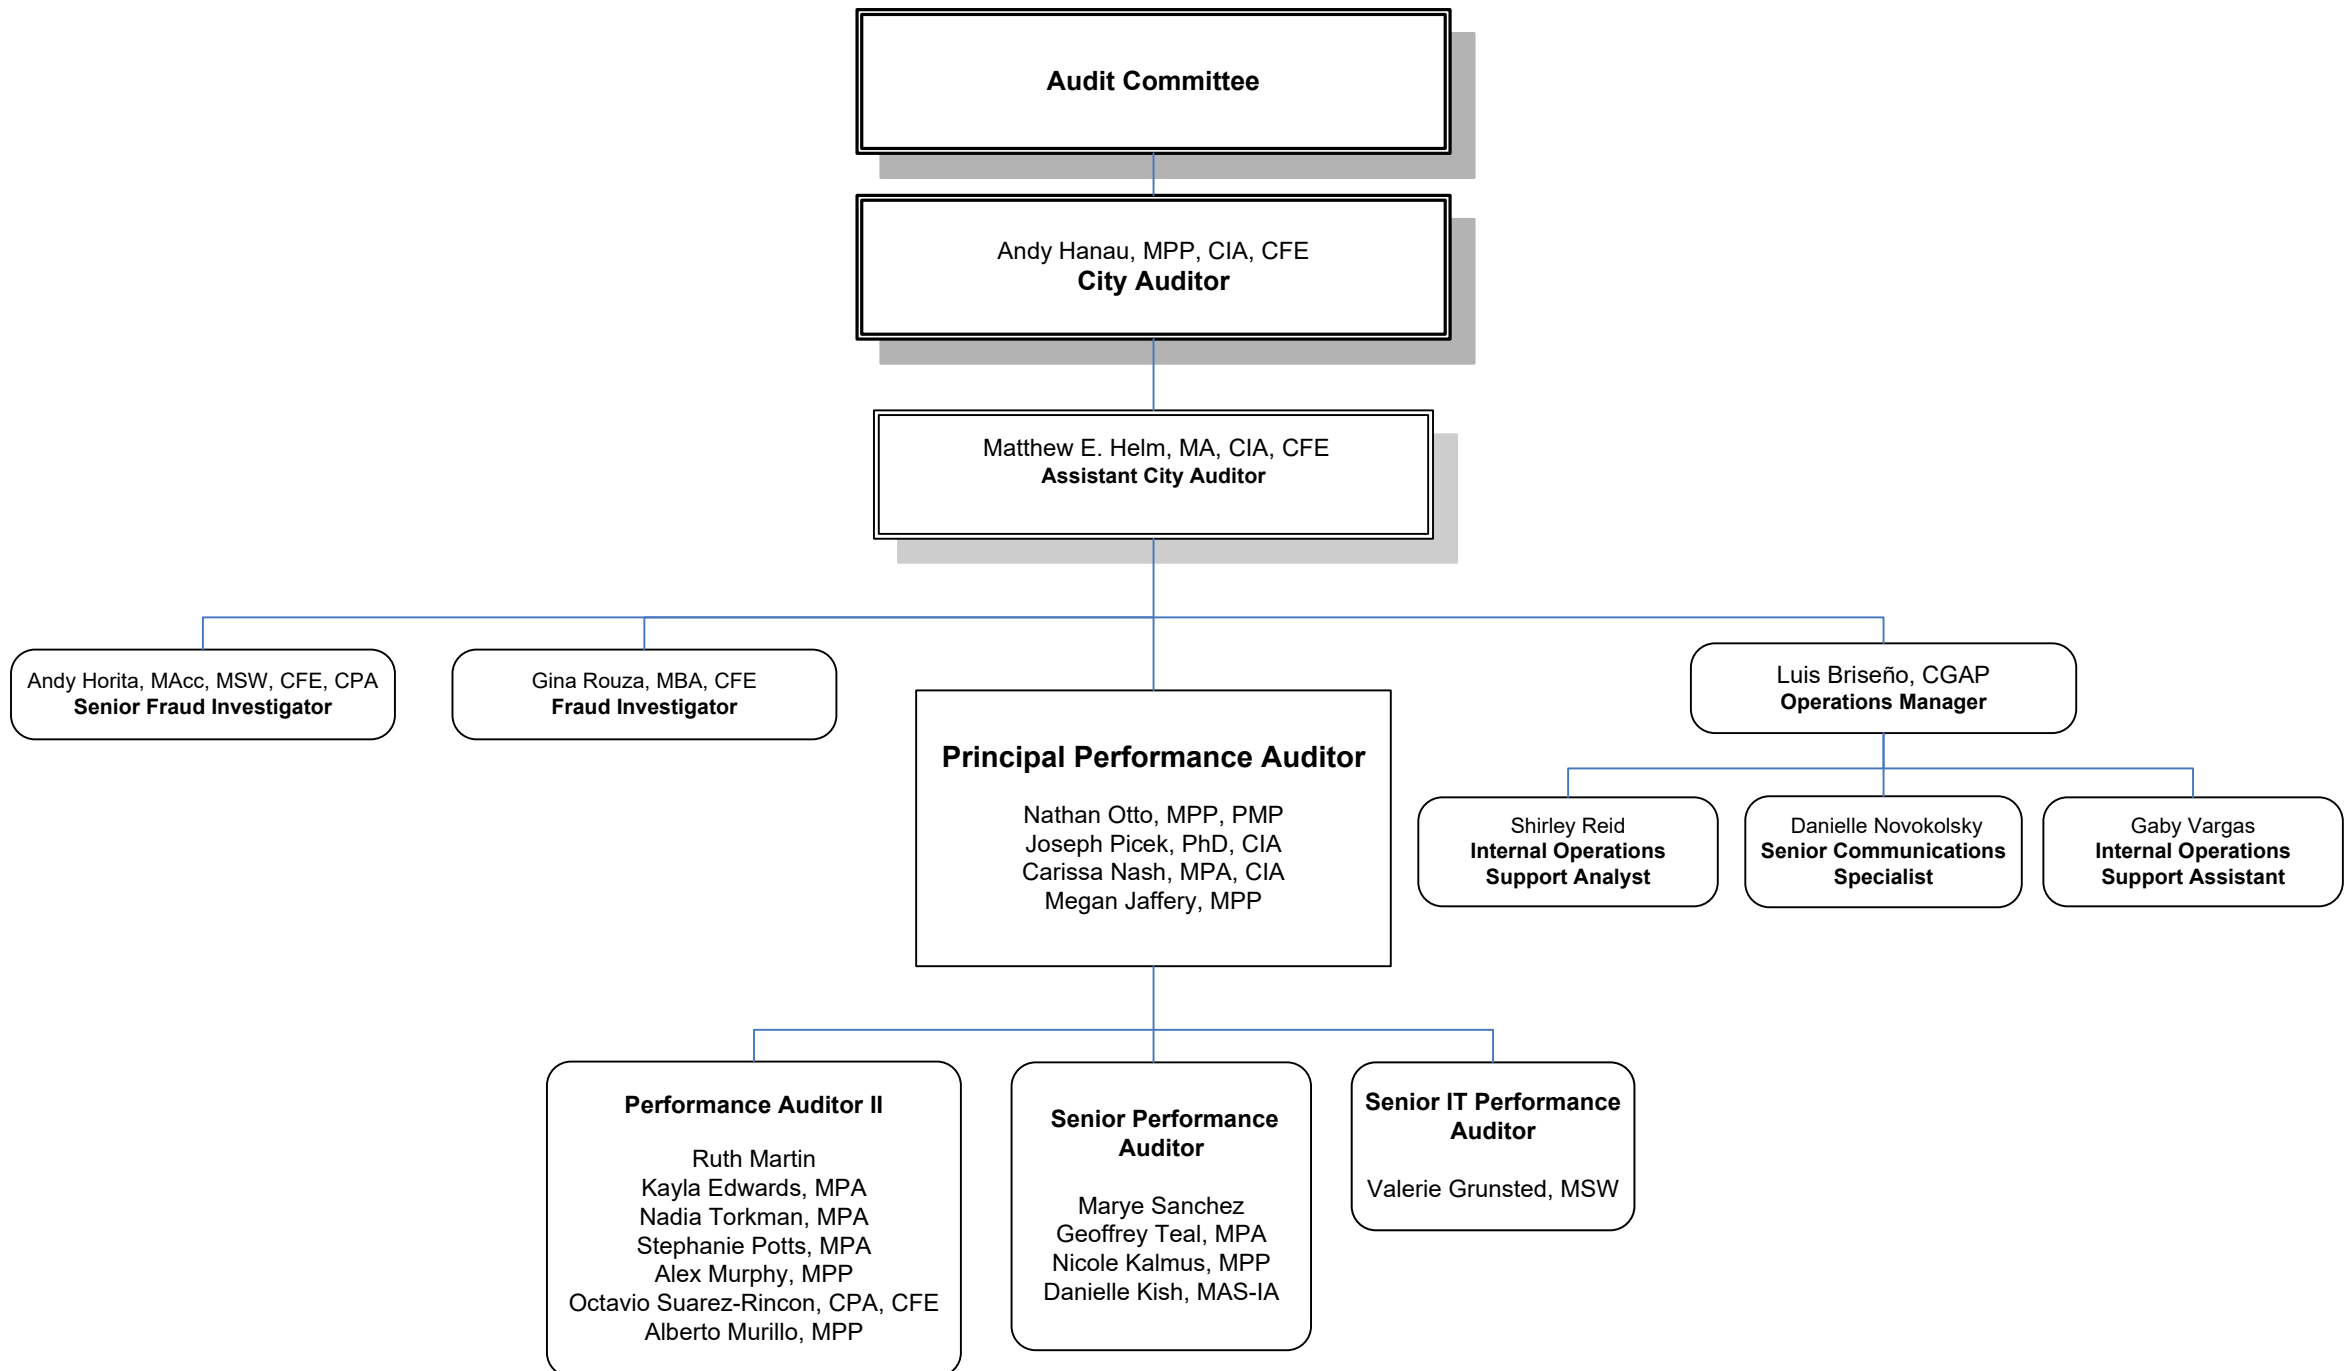 Audit Committee
Andy Hanau, MPP, CIA, CFE
City Auditor
Matthew E. Helm, MA, CIA, CFE
Assistant City Auditor
Andy Horita, MAcc, MSW, CFE, CPA
Senior Fraud Investigator
Gina Rouza, MBA, CFE
Fraud Investigator
Luis Briseño, CGAP
Operations Manager
Principal Performance Auditor
Nathan Otto, MPP, PMP
Joseph Picek, PhD, CIA
Carissa Nash, MPA, CIA
Megan Jaffery, MPP
Shirley Reid
Internal Operations
Support Analyst
Danielle Novokolsky
Senior Communications
Specialist
Gaby Vargas
Internal Operations
Support Assistant
Performance Auditor II
Ruth Martin
Kayla Edwards, MPA
Nadia Torkman, MPA
Stephanie Potts, MPA
Alex Murphy, MPP
Octavio Suarez-Rincon, CPA, CFE
Alberto Murillo, MPP
Senior Performance
Auditor
Marye Sanchez
Geoffrey Teal, MPA
Nicole Kalmus, MPP
Danielle Kish, MAS-IA
Senior IT Performance
Auditor
Valerie Grunsted, MSW